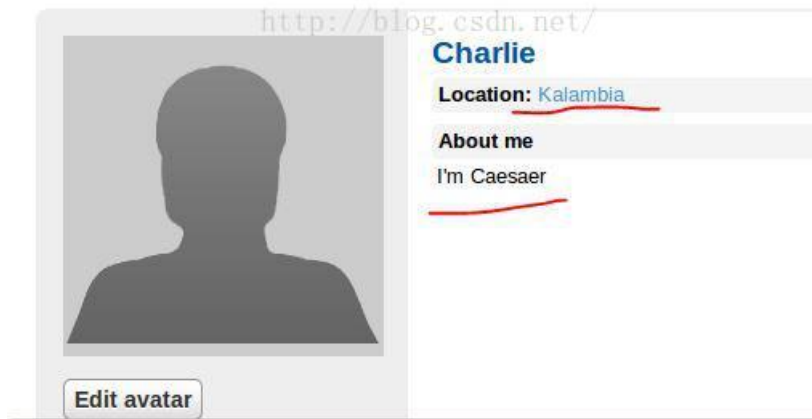 http://blog.csdn.net/
Charlie
Location: Kalambia
About me
I'm Caesaer
Edit avatar